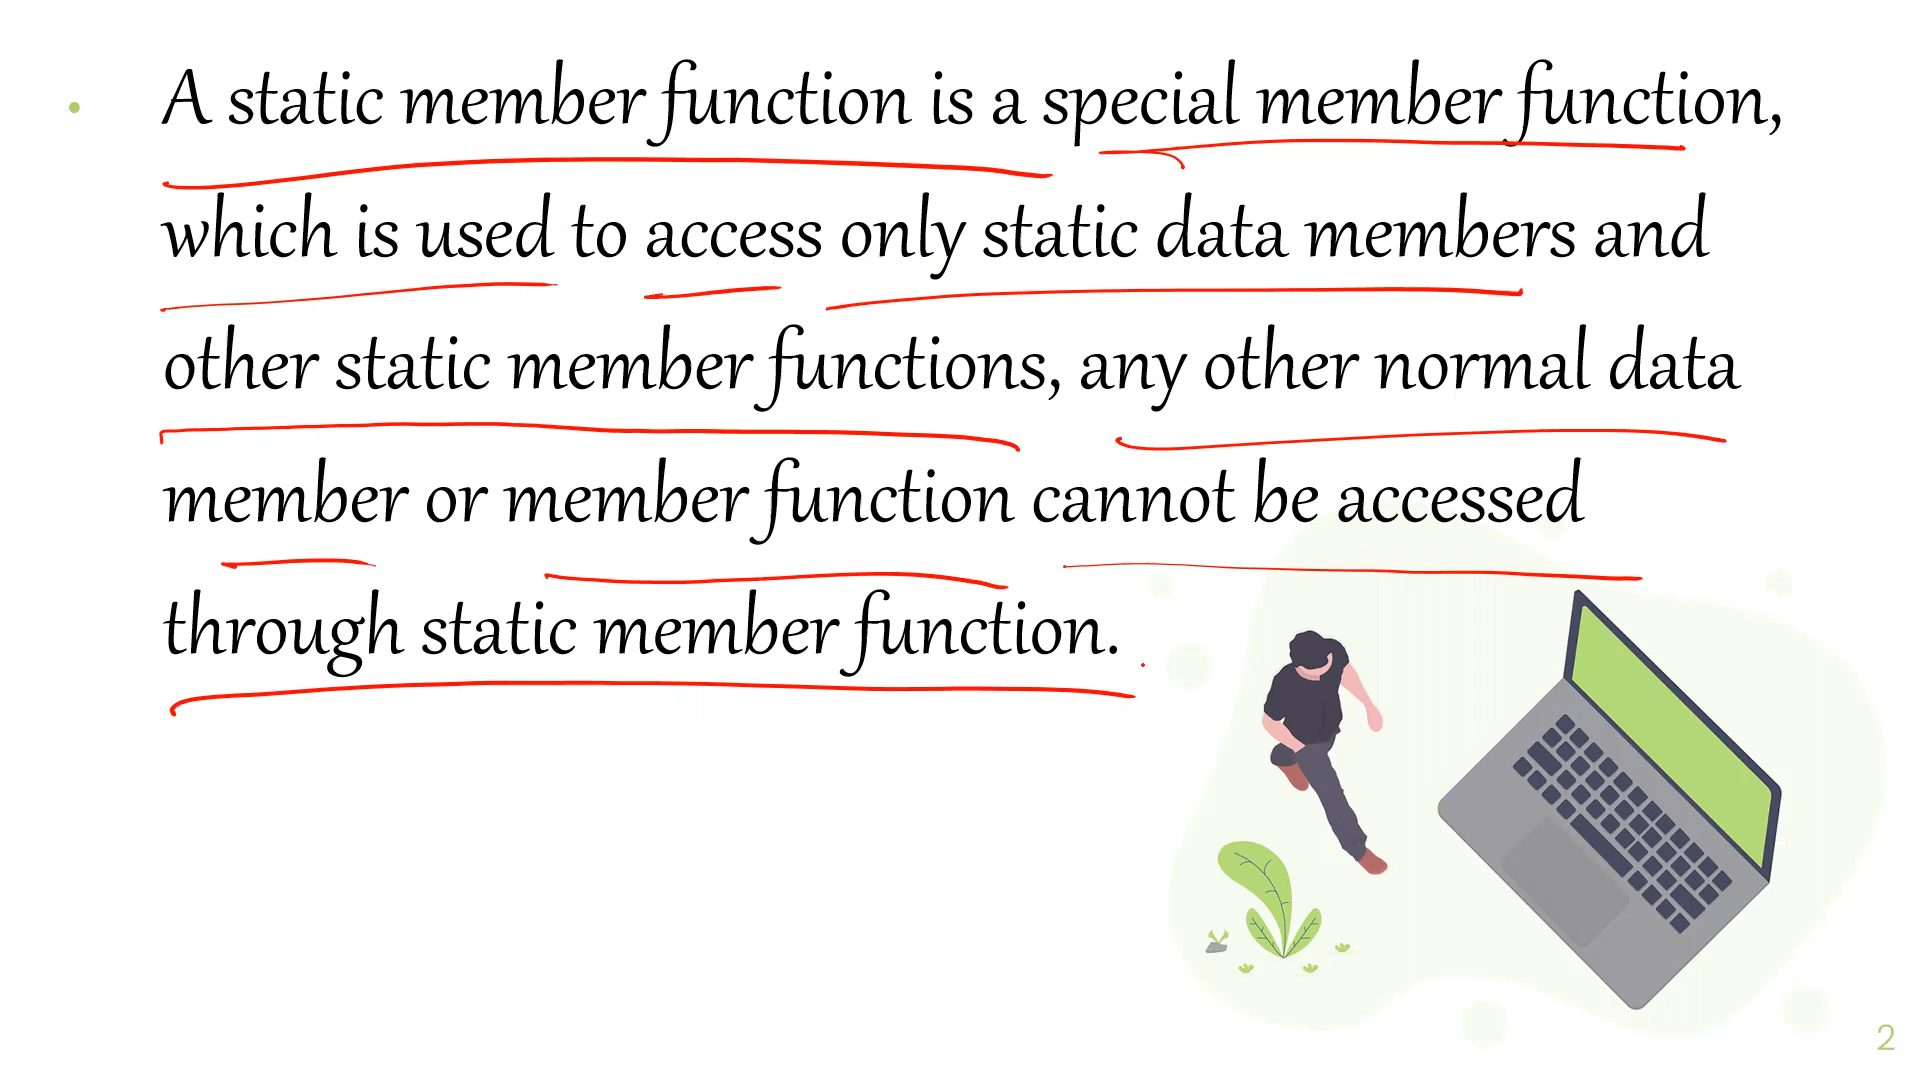 • A static member function is a special member function,
which is used to access only static data members and
other static member functions, any other normal data
member or member function cannot be accessed
through static member function.
2